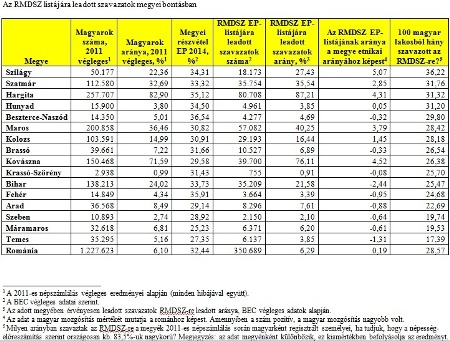 Az RMDSZ listájára leadott szavazatok megyei bontásban
Megye Magyarok száma, 2011 végleges¹ Magyarok aránya, 2011 végleges, %¹ Megyei részvétel EP 2014, %² RMDSZ EP-listájára leadott szavazatok száma² RMDSZ EP-listájára leadott szavazatok arány, %³ Az RMDSZ EP-listájának aránya a megye etnikai arányához képest⁴ 100 magyar lakosból hány szavazott az RMDSZ-re?⁵
Szilágy 50.177 22,36 34,31 18.173 27,43 5,07 36,22
Szatmár 112.580 32,69 33,32 35.754 35,54 2,85 31,76
Hargita 257.707 82,90 35,12 80.708 87,21 4,31 31,32
Hunyad 15.900 3,80 34,50 4.961 3,85 0,05 31,20
Beszterce-Naszód 14.350 5,01 36,54 4.277 4,69 -0,32 29,80
Maros 200.858 36,46 30,82 57.082 40,25 3,79 28,42
Kolozs 103.591 14,99 30,91 29.193 16,44 1,45 28,18
Brassó 39.661 7,22 31,66 10.527 6,89 -0,33 26,54
Kovászna 150.468 71,59 29,58 39.700 76,11 4,52 26,38
Krassó-Szörény 2.938 0,99 31,43 755 0,91 -0,08 25,70
Bihar 138.213 24,02 33,73 35.209 21,58 -2,44 25,47
Fehér 14.849 4,34 35,91 3.664 3,39 -0,95 24,68
Arad 36.568 8,49 29,14 8.296 7,61 -0,88 22,69
Szeben 10.893 2,74 28,92 2.150 2,10 -0,64 19,74
Máramaros 32.618 6,81 25,23 6.371 6,20 -0,61 19,53
Temes 35.295 5,16 27,35 6.137 3,85 -1,31 17,39
Románia 1.227.623 6,10 32,44 350.689 6,29 0,19 28,57
¹ A 2011-es népszámlálás végleges eredményei alapján (minden hibájával együtt).
² A BEC végleges adatai szerint.
³ Az adott megyében érvényesen leadott szavazatok RMDSZ-re leadott aránya, BEC végleges adatok alapján.
⁴ Az adat a magyar mozgósítás mértékét mutatja a románhoz képest. Amennyiben a szám pozitív, a magyar mozgósítás nagyobb volt.
⁵ Milyen arányban szavaztak az RMDSZ-re a megyék 2011-es népszámlálás során magyarként regisztrált személyei, ha tudjuk, hogy a népesség-
előreszámítás szerint országosan kb. 83,5%-uk nagykorú? Megjegyzés: az adat megyénként különbözik, ez kismértékben befolyásolja az eredményt.